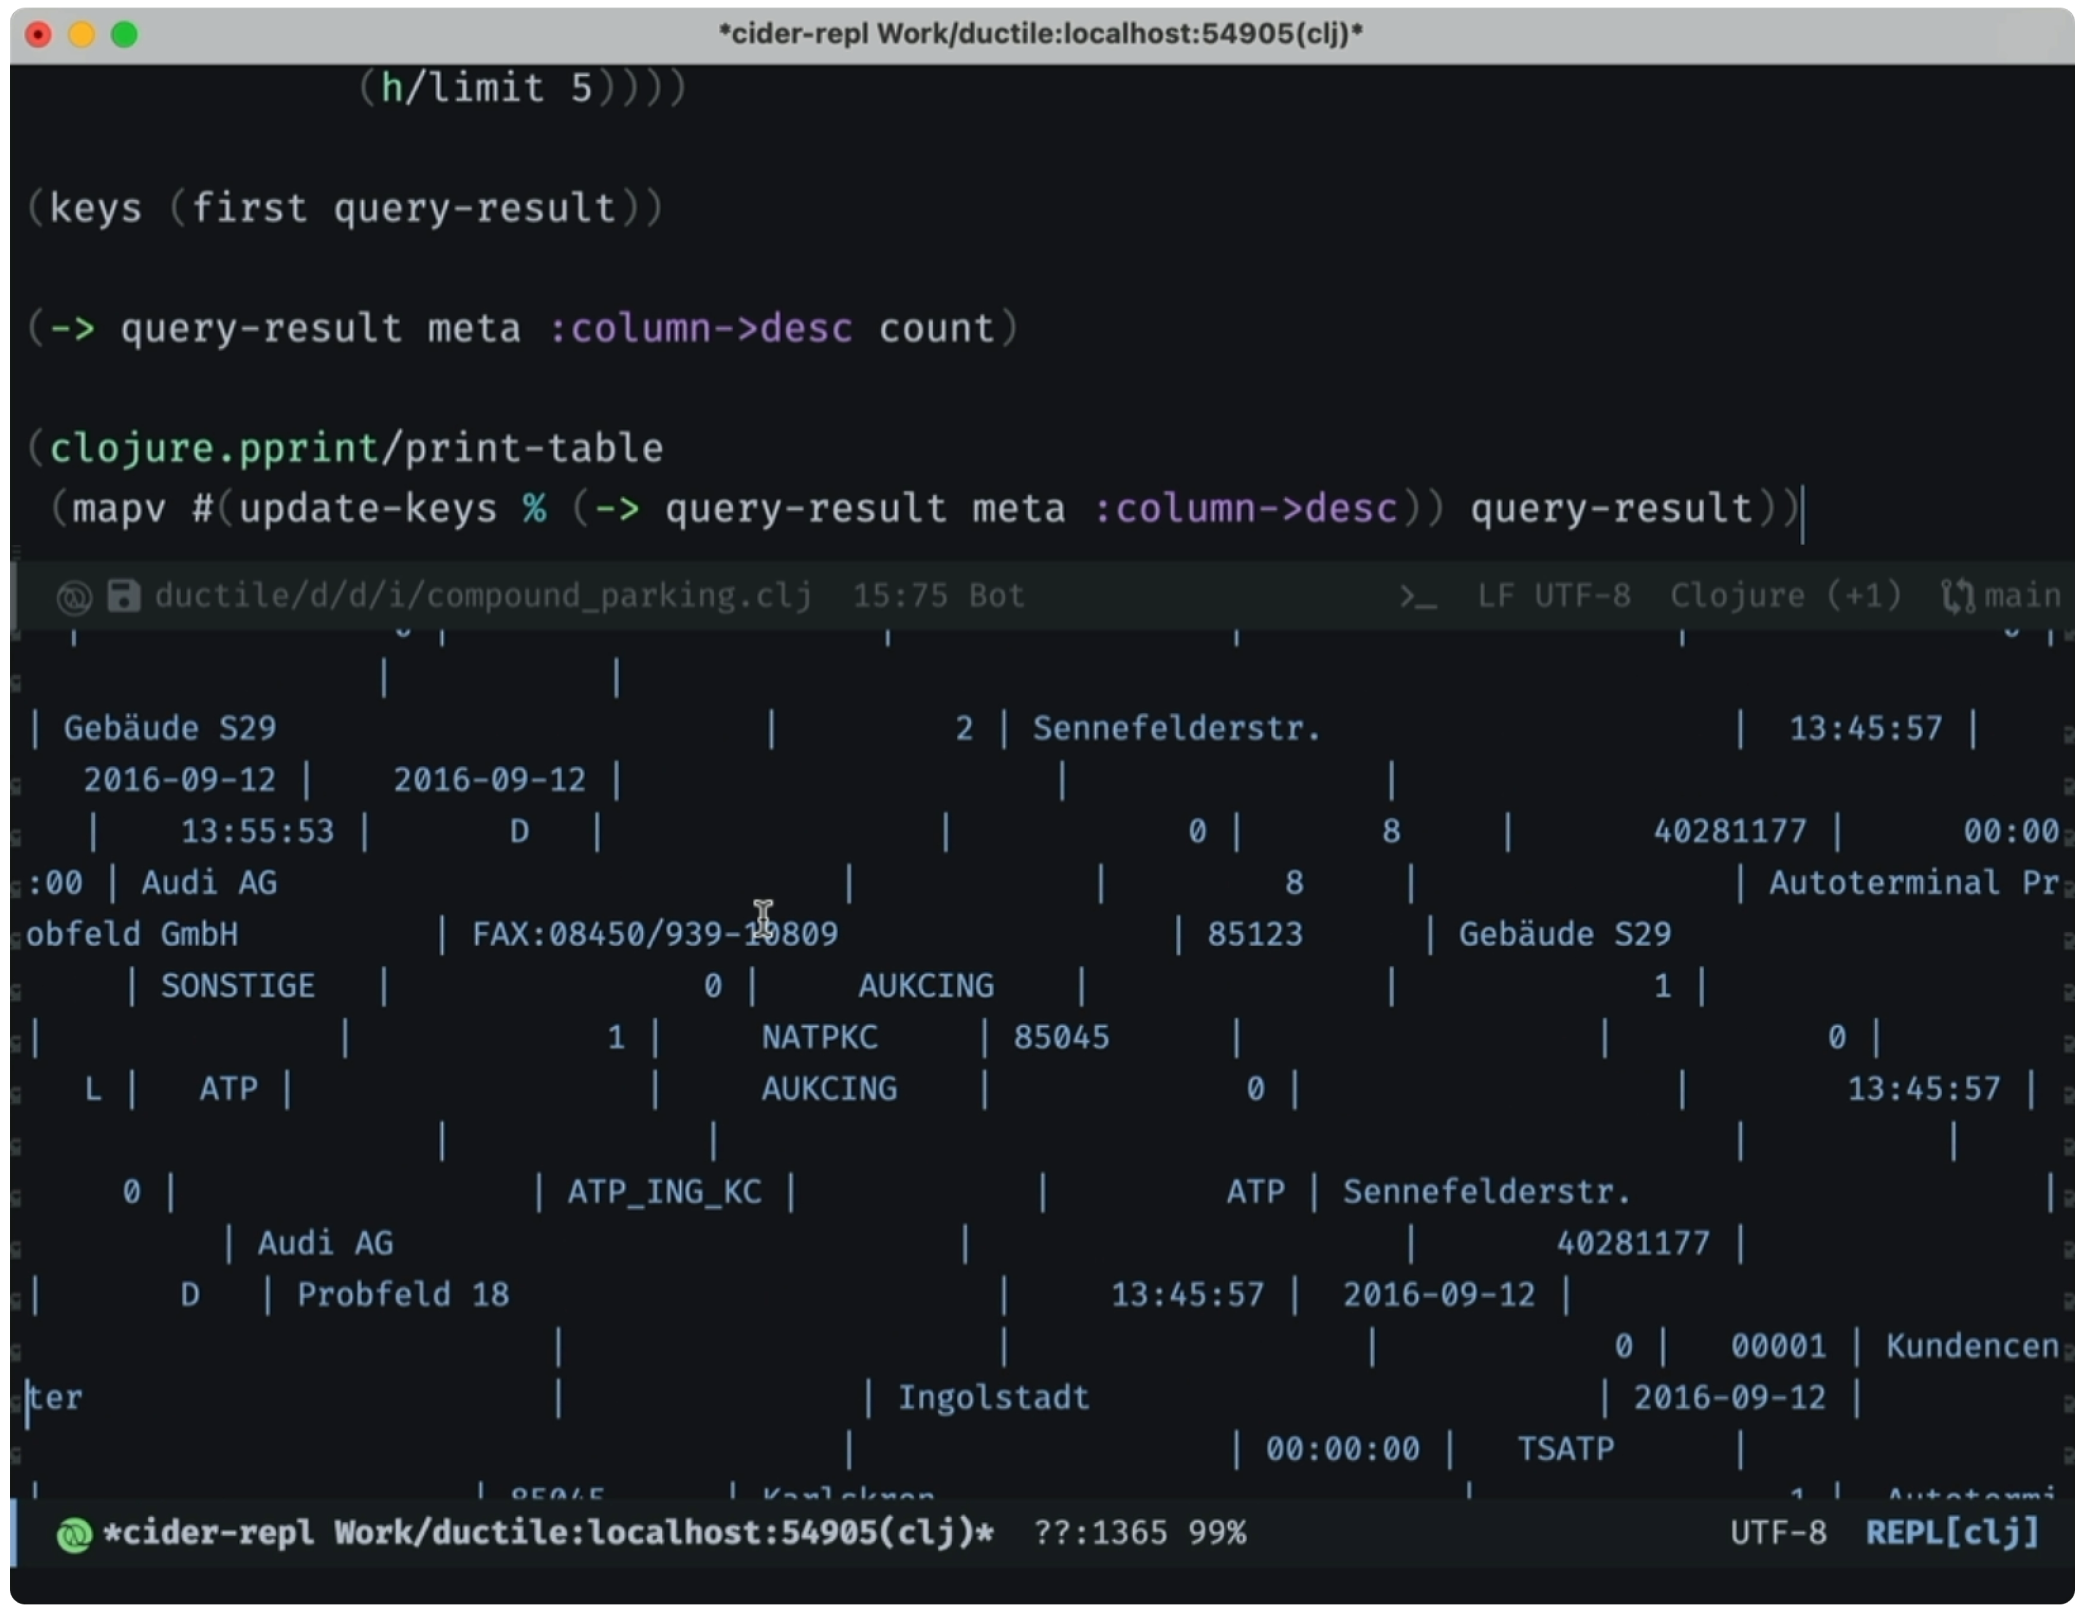 *cider-repl Work/ductile:localhost:54905(clj)*
(h/limit 5))))
(keys (first query-result))
(-> query-result meta :column->desc count)
(clojure.pprint/print-table
(mapv #(update-keys % (-> query-result meta :column->desc)) query-result))
ductile/d/d/i/compound_parking.clj 15:75 Bot >_ LF UTF-8 Clojure (+1) main
| | | | | |
| |
| Gebäude S29 | 2 | Sennefelderstr. | 13:45:57 |
2016-09-12 | 2016-09-12 | | |
| 13:55:53 | D | | 0 | 8 | 40281177 | 00:00
:00 | Audi AG | | 8 | | Autoterminal Pr
obfeld GmbH | FAX:08450/939-10809 | 85123 | Gebäude S29
| SONSTIGE | 0 | AUKCING | | 1 |
| | 1 | NATPKC | 85045 | | 0 |
L | ATP | | AUKCING | 0 | | 13:45:57 |
| | | |
0 | | ATP_ING_KC | | ATP | Sennefelderstr. |
| Audi AG | | 40281177 |
| D | Probfeld 18 | 13:45:57 | 2016-09-12 |
| | | 0 | 00001 | Kundencen
ter | | Ingolstadt | 2016-09-12 |
| | 00:00:00 | TSATP |
| | 85045 | Karlskron | 1 | Autotermi
*cider-repl Work/ductile:localhost:54905(clj)* ??:1365 99% UTF-8 REPL[clj]